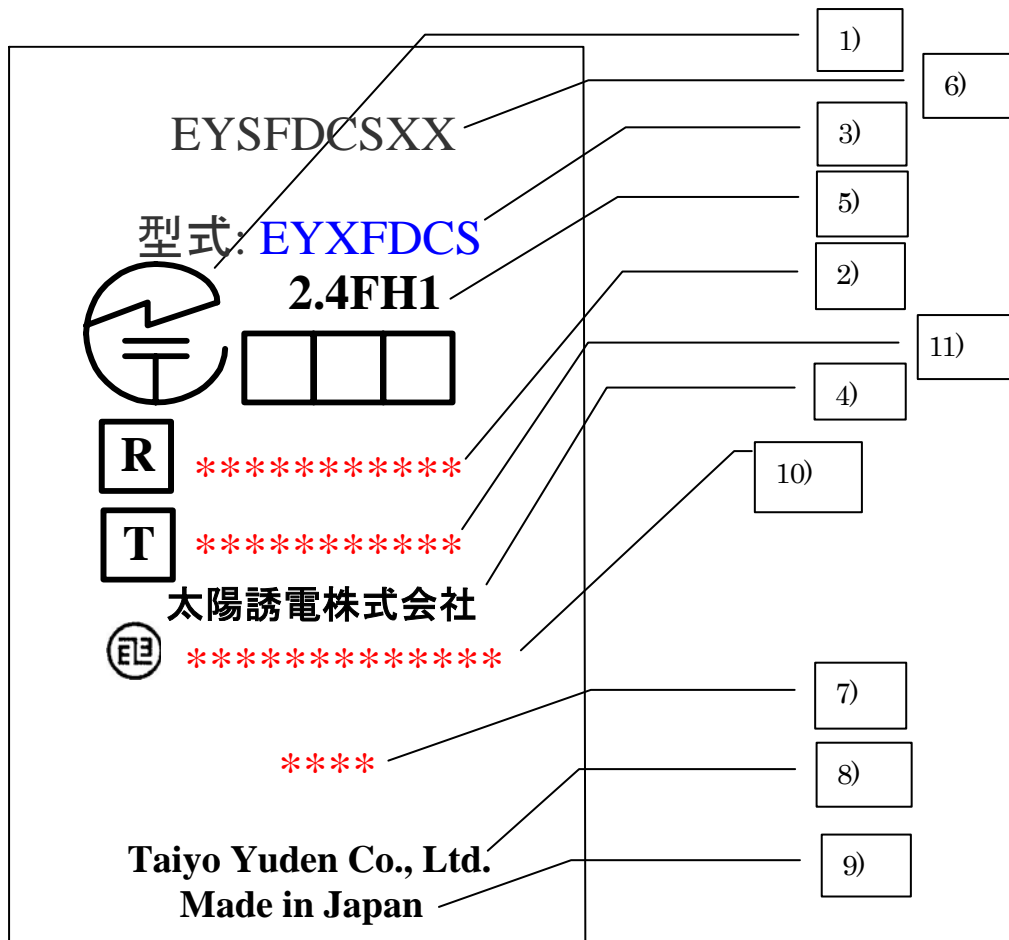 1)
6)
EYSFDCSXX
3)
型式: EYXFDCS
5)
2.4FH1
2)
11)
4)
R ***********
10)
T ***********
太陽誘電株式会社
*************
7)
****
8)
Taiyo Yuden Co., Ltd.
9)
Made in Japan